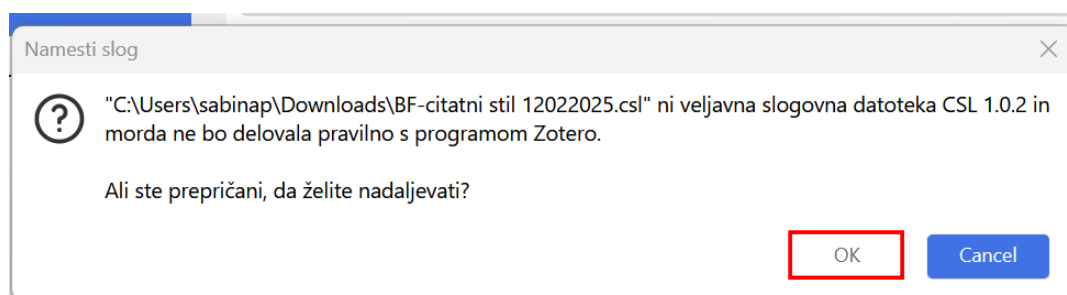 Namesti slog
"C:\Users\sabinap\Downloads\BF-citatni stil 12022025.csl" ni veljavna slogovna datoteka CSL 1.0.2 in
morda ne bo delovala pravilno s programom Zotero.
Ali ste prepričani, da želite nadaljevati?
OK
Cancel